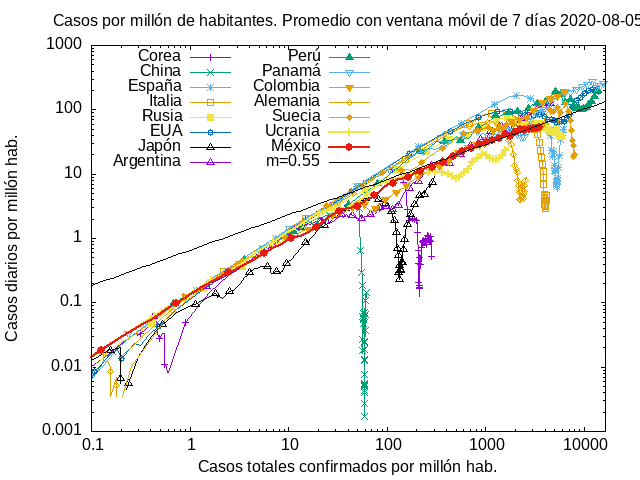 Casos por millón de habitantes. Promedio con ventana móvil de 7 días 2020-08-05
Casos diarios por millón hab.
1000
100
10
1
0.1
0.01
0.001
Corea
China
España
Italia
Rusia
EUA
Japón
Argentina
Perú
Panamá
Colombia
Alemania
Suecia
Ucrania
México
m=0.55
0.1 1 10 100 1000 10000
Casos totales confirmados por millón hab.